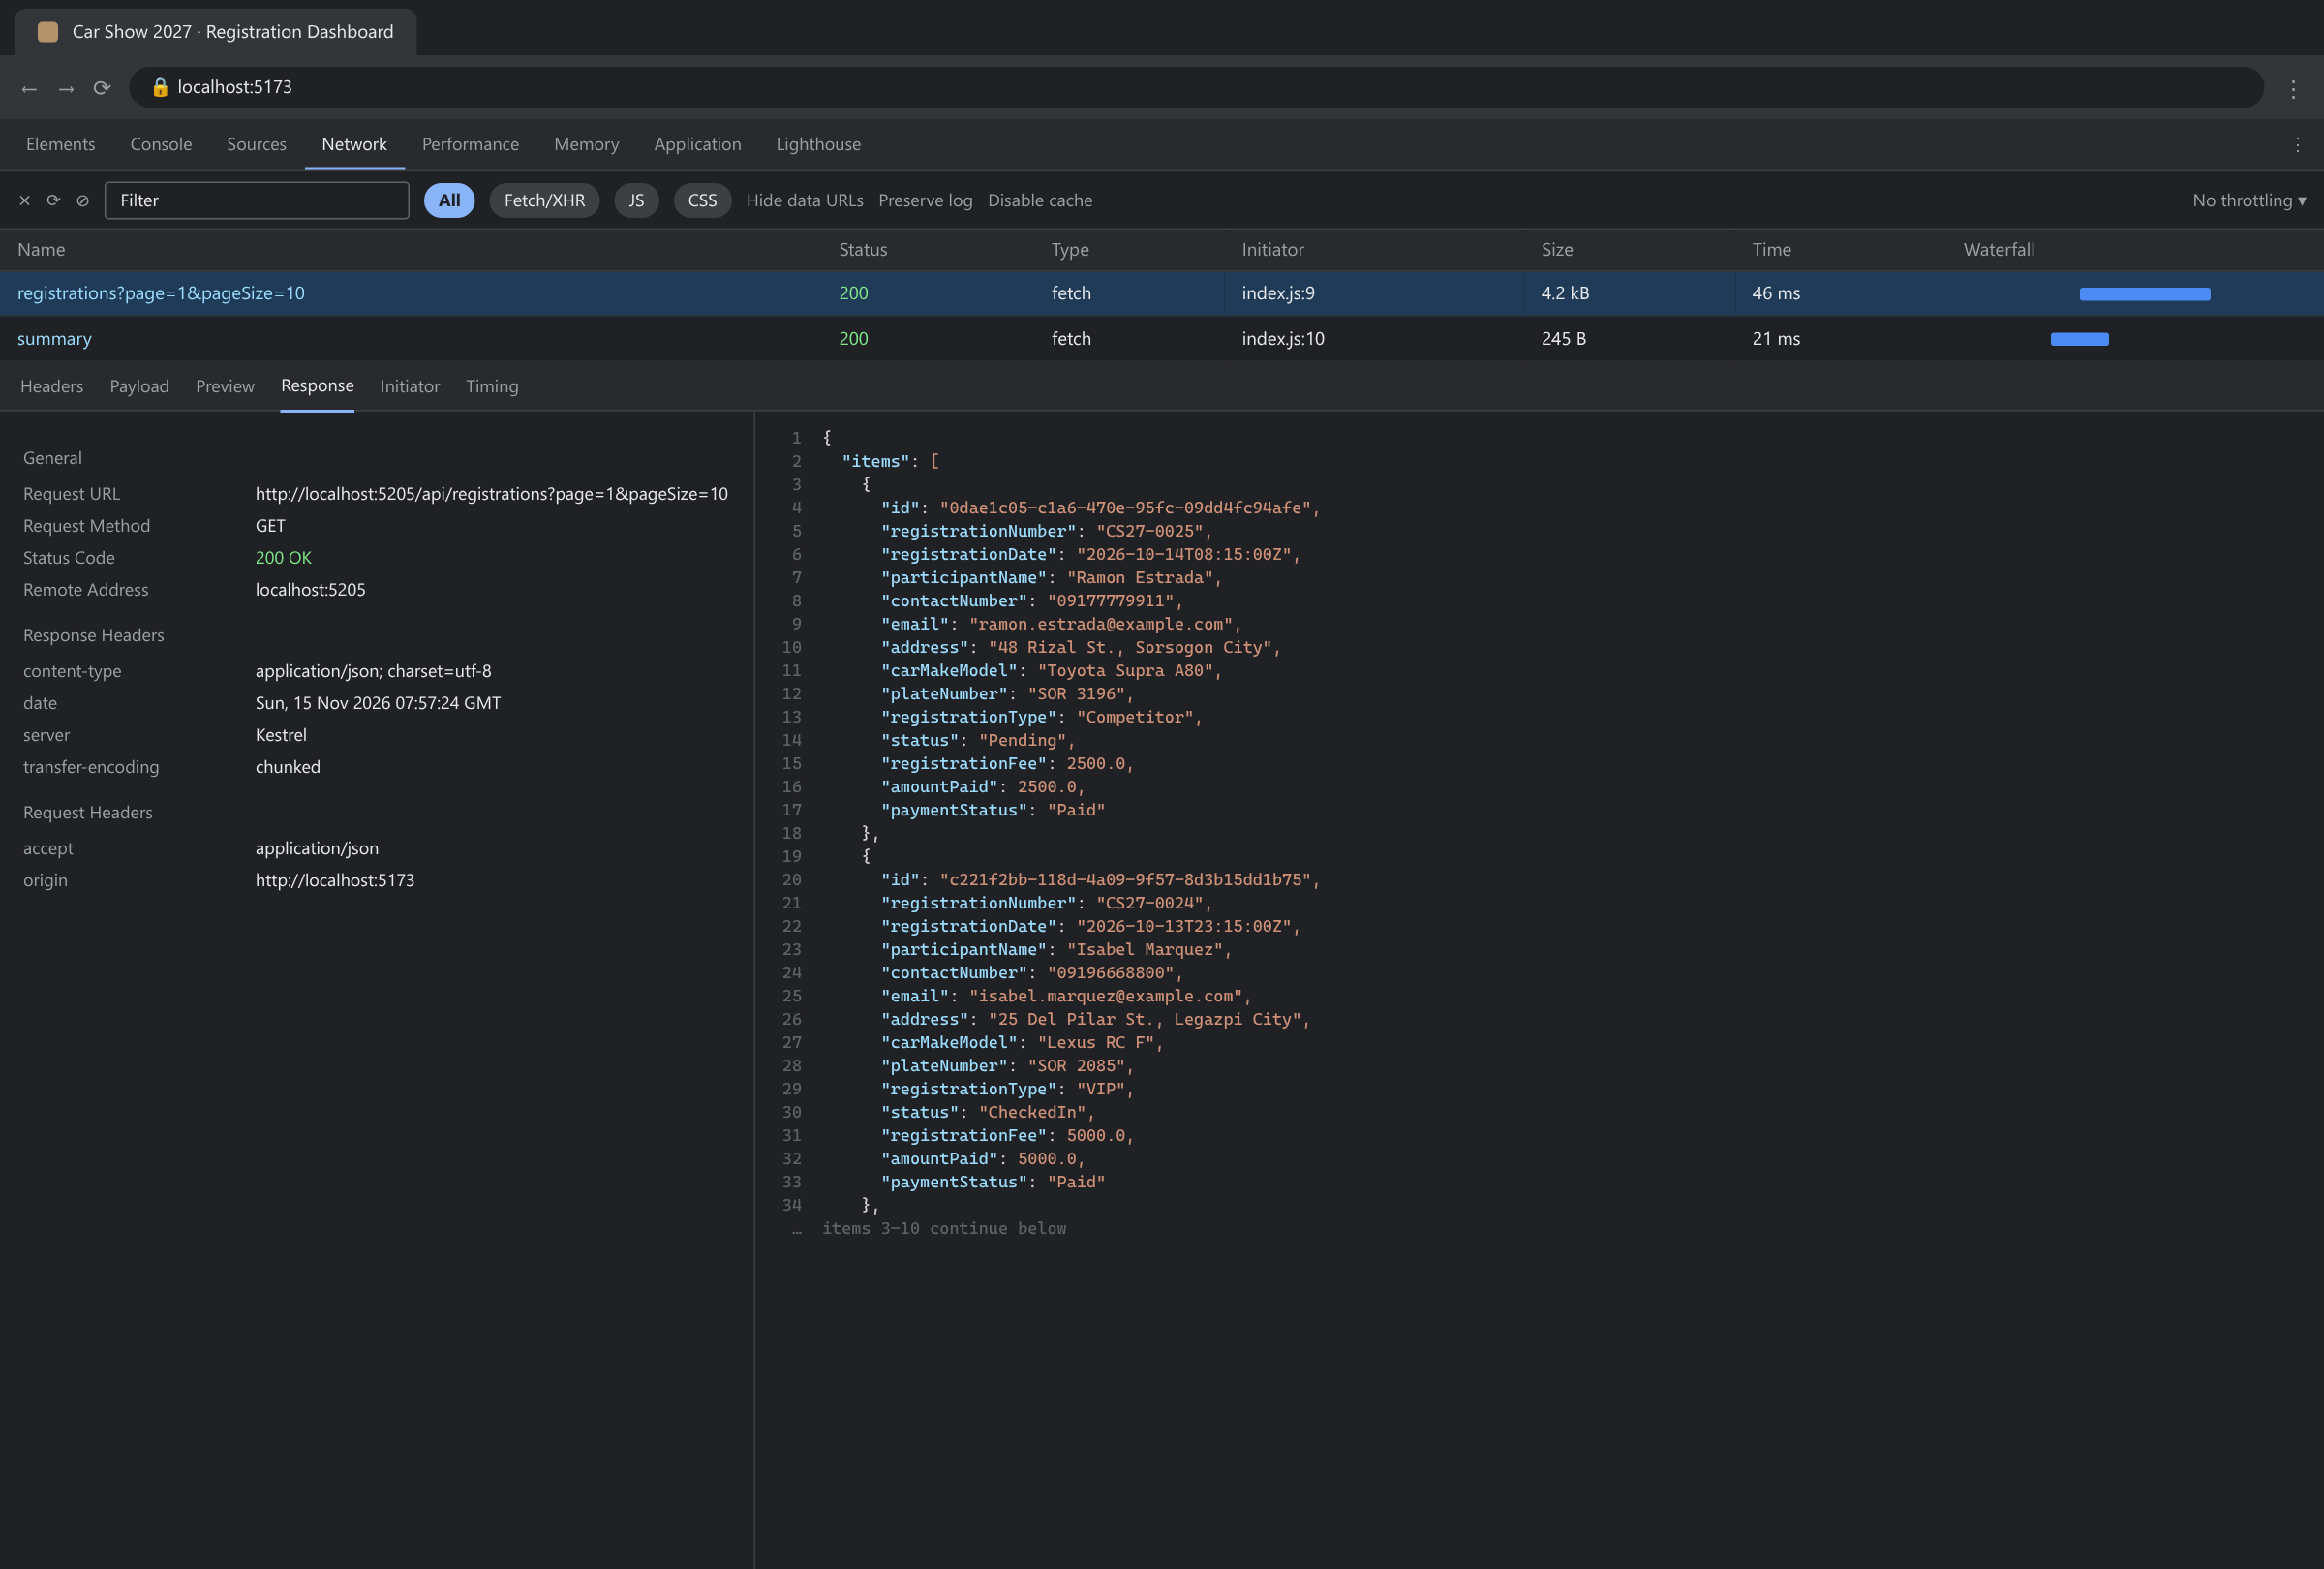 Car Show 2027 · Registration Dashboard
← → ⟳ 🔒 localhost:5173 ⋮
Elements Console Sources Network Performance Memory Application Lighthouse ⋮
✕ ⟳ ⊘ Filter All Fetch/XHR JS CSS Hide data URLs Preserve log Disable cache No throttling ▾
Name Status Type Initiator Size Time Waterfall
registrations?page=1&pageSize=10 200 fetch index.js:9 4.2 kB 46 ms
summary 200 fetch index.js:10 245 B 21 ms
Headers Payload Preview Response Initiator Timing
General
Request URL http://localhost:5205/api/registrations?page=1&pageSize=10
Request Method GET
Status Code 200 OK
Remote Address localhost:5205
Response Headers
content-type application/json; charset=utf-8
date Sun, 15 Nov 2026 07:57:24 GMT
server Kestrel
transfer-encoding chunked
Request Headers
accept application/json
origin http://localhost:5173
1 {
2 "items": [
3 {
4 "id": "0dae1c05-c1a6-470e-95fc-09dd4fc94afe",
5 "registrationNumber": "CS27-0025",
6 "registrationDate": "2026-10-14T08:15:00Z",
7 "participantName": "Ramon Estrada",
8 "contactNumber": "09177779911",
9 "email": "ramon.estrada@example.com",
10 "address": "48 Rizal St., Sorsogon City",
11 "carMakeModel": "Toyota Supra A80",
12 "plateNumber": "SOR 3196",
13 "registrationType": "Competitor",
14 "status": "Pending",
15 "registrationFee": 2500.0,
16 "amountPaid": 2500.0,
17 "paymentStatus": "Paid"
18 },
19 {
20 "id": "c221f2bb-118d-4a09-9f57-8d3b15dd1b75",
21 "registrationNumber": "CS27-0024",
22 "registrationDate": "2026-10-13T23:15:00Z",
23 "participantName": "Isabel Marquez",
24 "contactNumber": "09196668800",
25 "email": "isabel.marquez@example.com",
26 "address": "25 Del Pilar St., Legazpi City",
27 "carMakeModel": "Lexus RC F",
28 "plateNumber": "SOR 2085",
29 "registrationType": "VIP",
30 "status": "CheckedIn",
31 "registrationFee": 5000.0,
32 "amountPaid": 5000.0,
33 "paymentStatus": "Paid"
34 },
… items 3–10 continue below